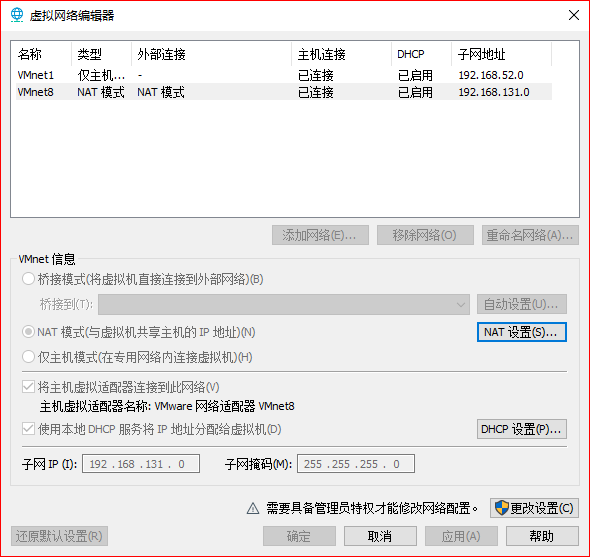 虚拟网络编辑器
名称 类型 外部连接 主机连接 DHCP 子网地址
VMnet1 仅主机... - 已连接 已启用 192.168.52.0
VMnet8 NAT 模式 NAT 模式 已连接 已启用 192.168.131.0
添加网络(E)... 移除网络(O) 重命名网络(A)...
VMnet 信息
桥接模式(将虚拟机直接连接到外部网络)(B)
桥接到(T): 自动设置(U)...
NAT 模式(与虚拟机共享主机的 IP 地址)(N) NAT 设置(S)...
仅主机模式(在专用网络内连接虚拟机)(H)
将主机虚拟适配器连接到此网络(V)
主机虚拟适配器名称: VMware 网络适配器 VMnet8
使用本地 DHCP 服务将 IP 地址分配给虚拟机(D) DHCP 设置(P)...
子网 IP (I): 192 . 168 . 131 . 0 子网掩码(M): 255 . 255 . 255 . 0
需要具备管理员特权才能修改网络配置。 更改设置(C)
还原默认设置(R) 确定 取消 应用(A) 帮助